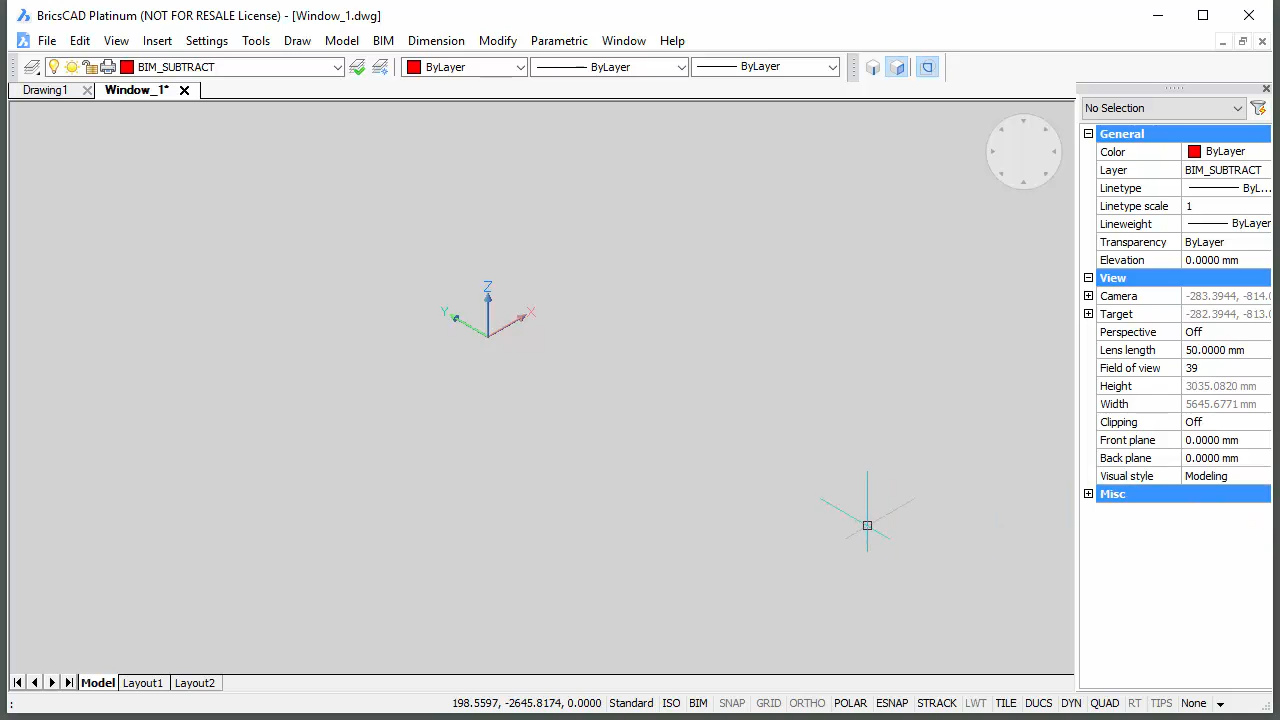 BricsCAD Platinum (NOT FOR RESALE License) - [Window_1.dwg]
File Edit View Insert Settings Tools Draw Model BIM Dimension Modify Parametric Window Help
BIM_SUBTRACT ByLayer ByLayer ByLayer
Drawing1 Window_1*
No Selection
General
Color ByLayer
Layer BIM_SUBTRACT
Linetype ByL...
Linetype scale 1
Lineweight ByLayer
Transparency ByLayer
Elevation 0.0000 mm
View
Camera -283.3944, -814.0
Target -282.3944, -813.0
Perspective Off
Lens length 50.0000 mm
Field of view 39
Height 3035.0820 mm
Width 5645.6771 mm
Clipping Off
Front plane 0.0000 mm
Back plane 0.0000 mm
Visual style Modeling
Misc
Z
Y X
Model Layout1 Layout2
: 198.5597, -2645.8174, 0.0000 Standard ISO BIM SNAP GRID ORTHO POLAR ESNAP STRACK LWT TILE DUCS DYN QUAD RT TIPS None